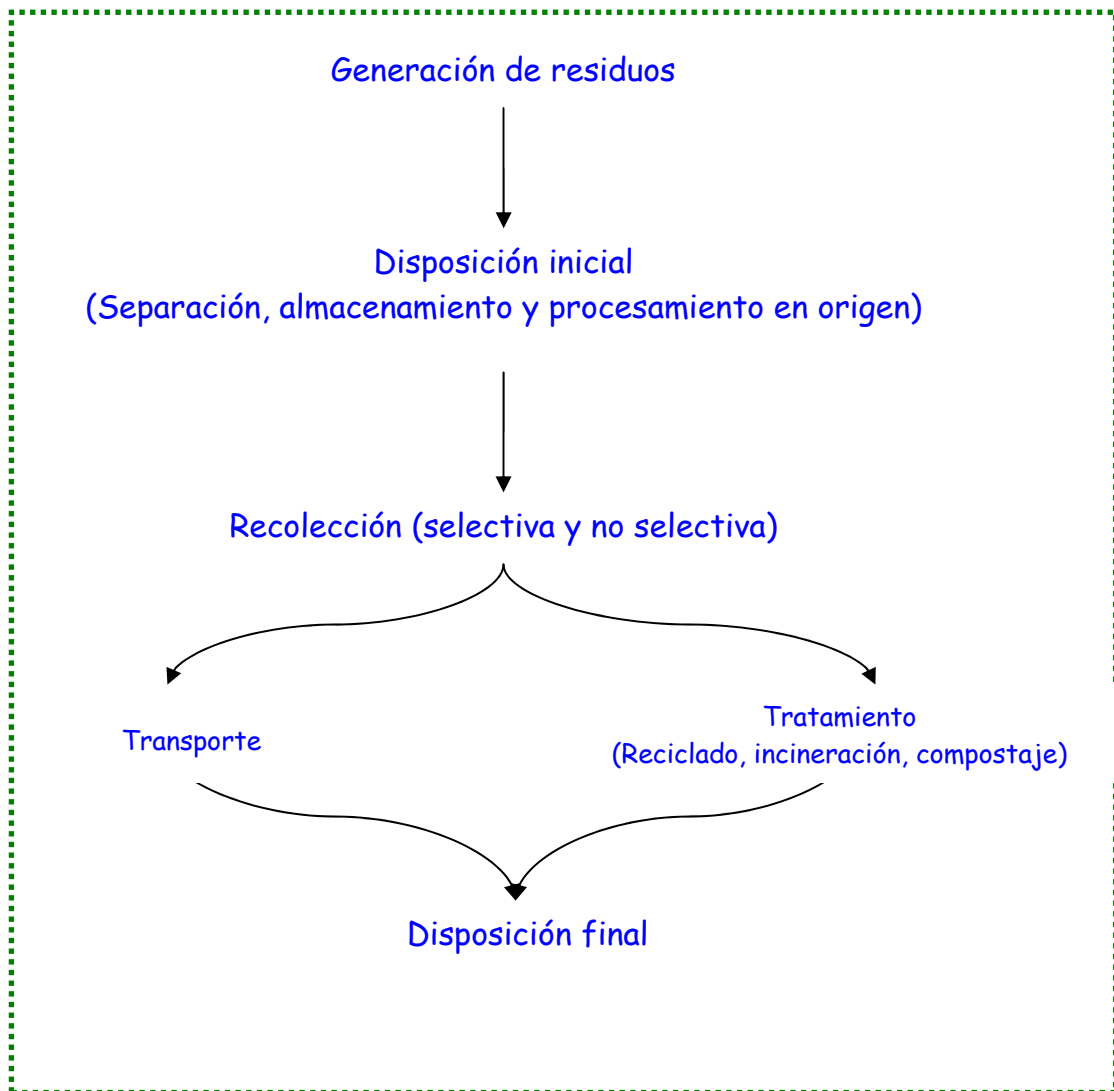 Generación de residuos
Disposición inicial
(Separación, almacenamiento y procesamiento en origen)
Recolección (selectiva y no selectiva)
Transporte
Tratamiento
(Reciclado, incineración, compostaje)
Disposición final